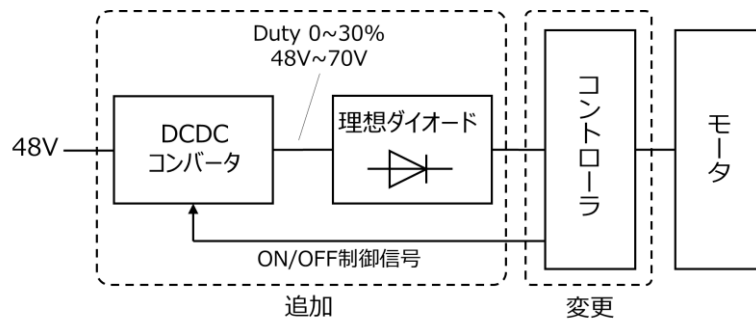 Duty 0~30%
48V~70V
48V
DCDC
コンバータ
理想ダイオード
コントローラ
モータ
ON/OFF制御信号
追加
変更